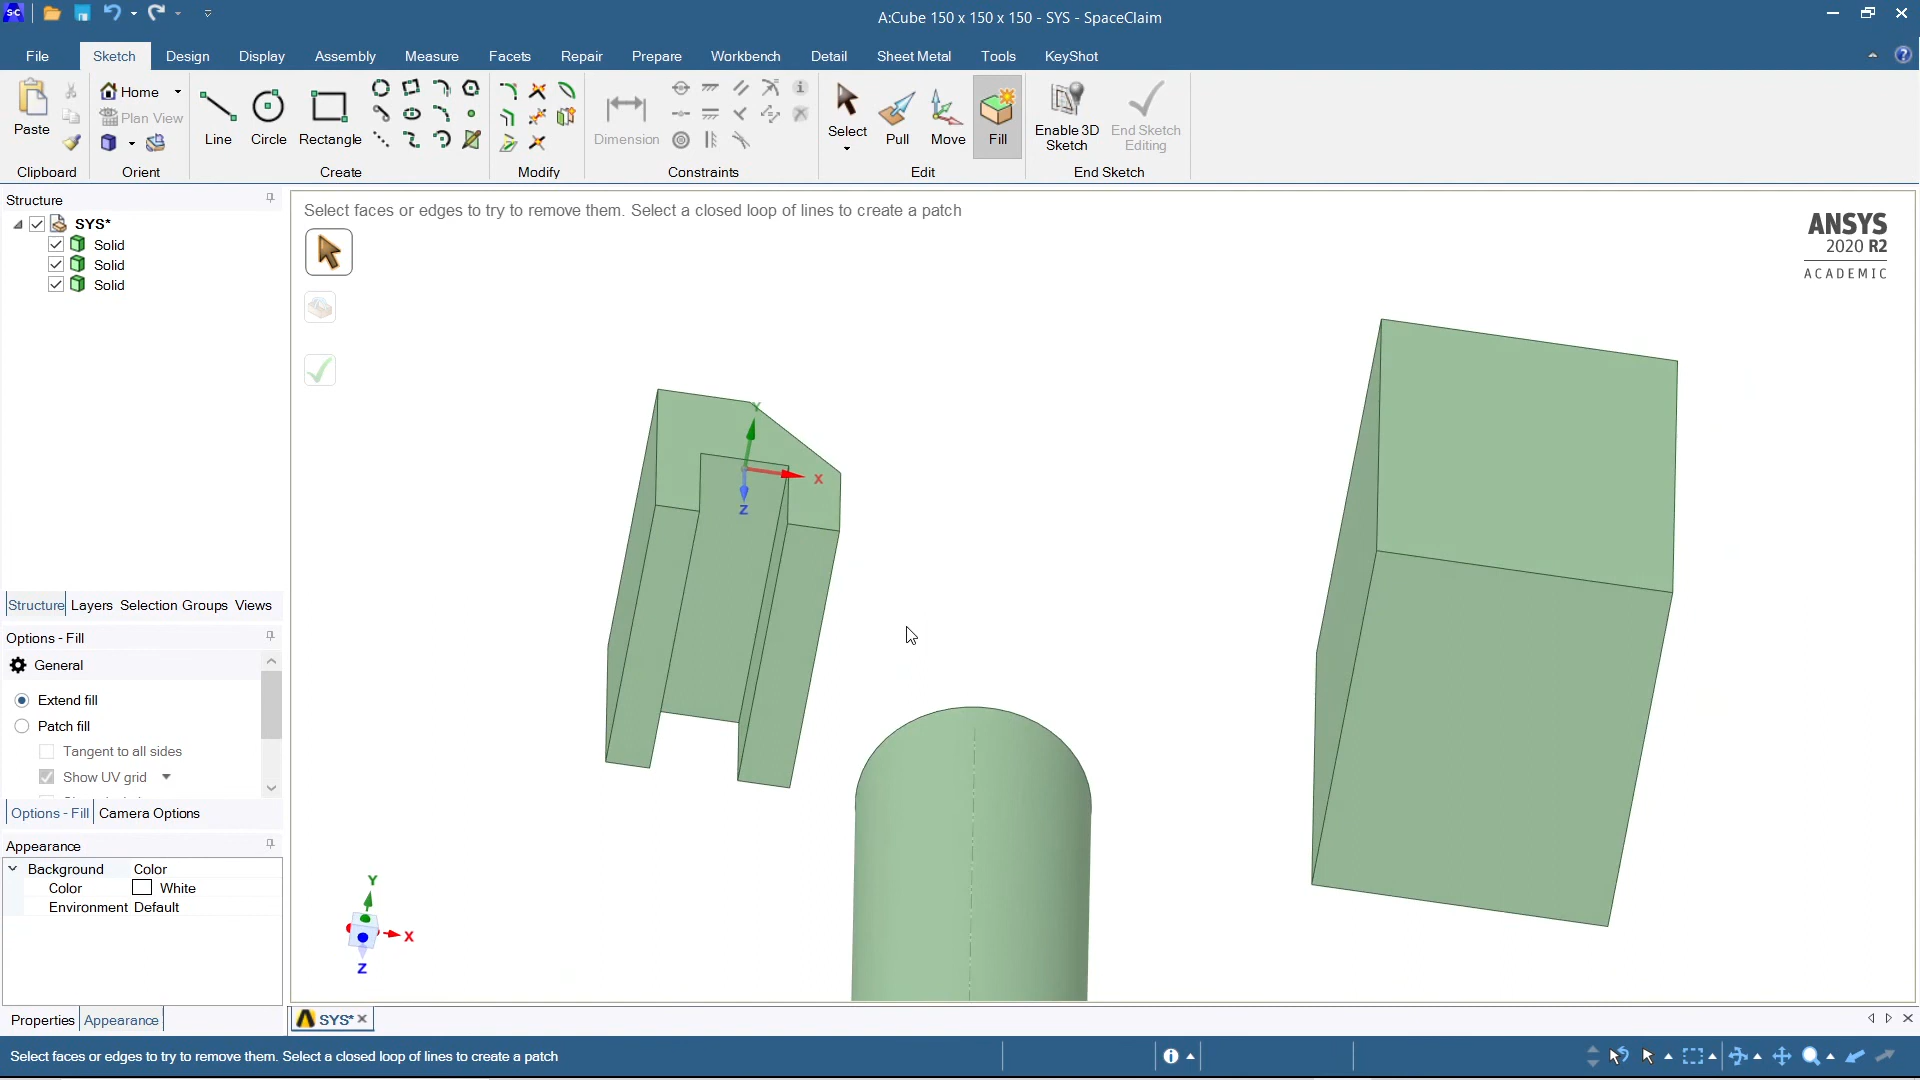 SC
A:Cube 150 x 150 x 150 - SYS - SpaceClaim
File Sketch Design Display Assembly Measure Facets Repair Prepare Workbench Detail Sheet Metal Tools KeyShot
Paste
Home
Plan View
Line Circle Rectangle
Dimension
Select Pull Move Fill
Enable 3D Sketch
End Sketch Editing
Clipboard Orient Create Modify Constraints Edit End Sketch
Structure
SYS*
Solid
Solid
Solid
Structure Layers Selection Groups Views
Options - Fill
General
Extend fill
Patch fill
Tangent to all sides
Show UV grid
Options - Fill Camera Options
Appearance
Background Color
Color White
Environment Default
Properties Appearance
Select faces or edges to try to remove them. Select a closed loop of lines to create a patch
ANSYS
2020 R2
ACADEMIC
Y
X
Z
Y
X
Z
SYS*
Select faces or edges to try to remove them. Select a closed loop of lines to create a patch